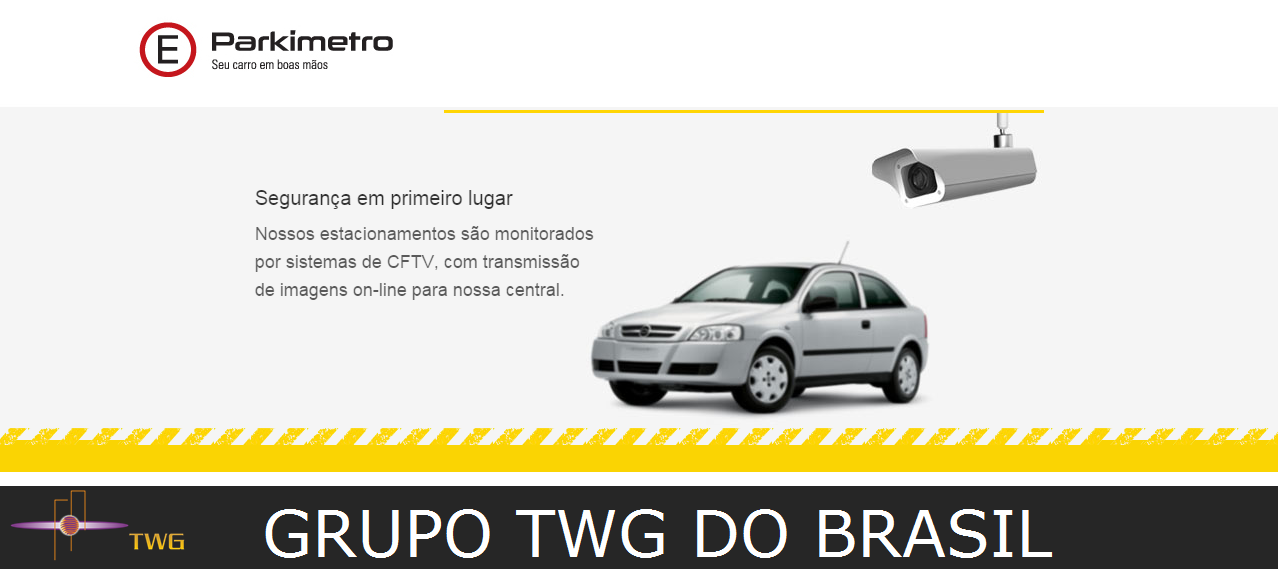 E
Parkimetro
Seu carro em boas mãos
Segurança em primeiro lugar
Nossos estacionamentos são monitorados
por sistemas de CFTV, com transmissão
de imagens on-line para nossa central.
TWG
GRUPO TWG DO BRASIL